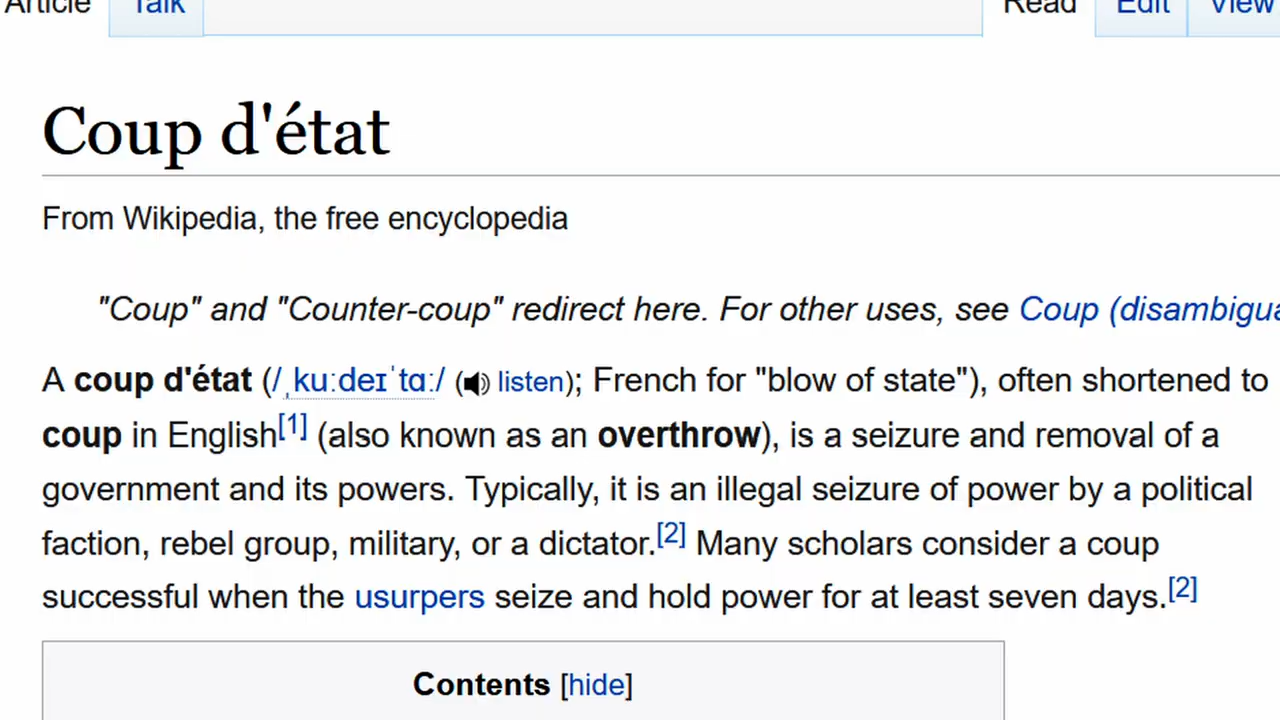 Article Talk Read Edit View
Coup d'état
From Wikipedia, the free encyclopedia
"Coup" and "Counter-coup" redirect here. For other uses, see Coup (disambigua
A coup d'état (/ˌkuːdeɪˈtɑː/ (listen); French for "blow of state"), often shortened to
coup in English[1] (also known as an overthrow), is a seizure and removal of a
government and its powers. Typically, it is an illegal seizure of power by a political
faction, rebel group, military, or a dictator.[2] Many scholars consider a coup
successful when the usurpers seize and hold power for at least seven days.[2]
Contents [hide]